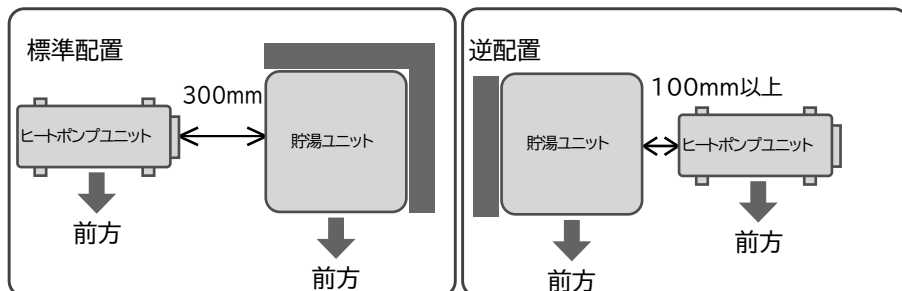 標準配置
300mm
ヒートポンプユニット
貯湯ユニット
前方
前方
逆配置
100mm以上
貯湯ユニット
ヒートポンプユニット
前方
前方